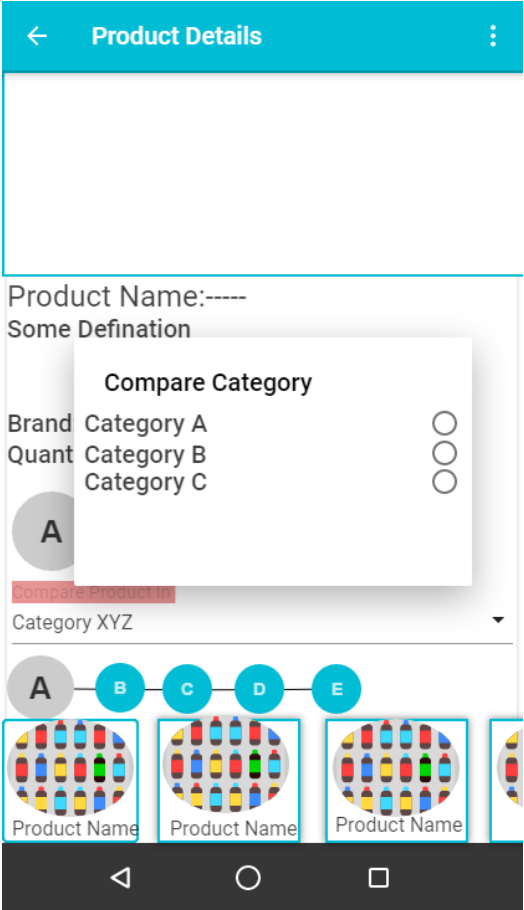 Product Details
Product Name:-----
Some Defination
Compare Category
Brand
Category A
Quant
Category B
Category C
A
Compare Product In
Category XYZ
A B C D E
Product Name
Product Name
Product Name